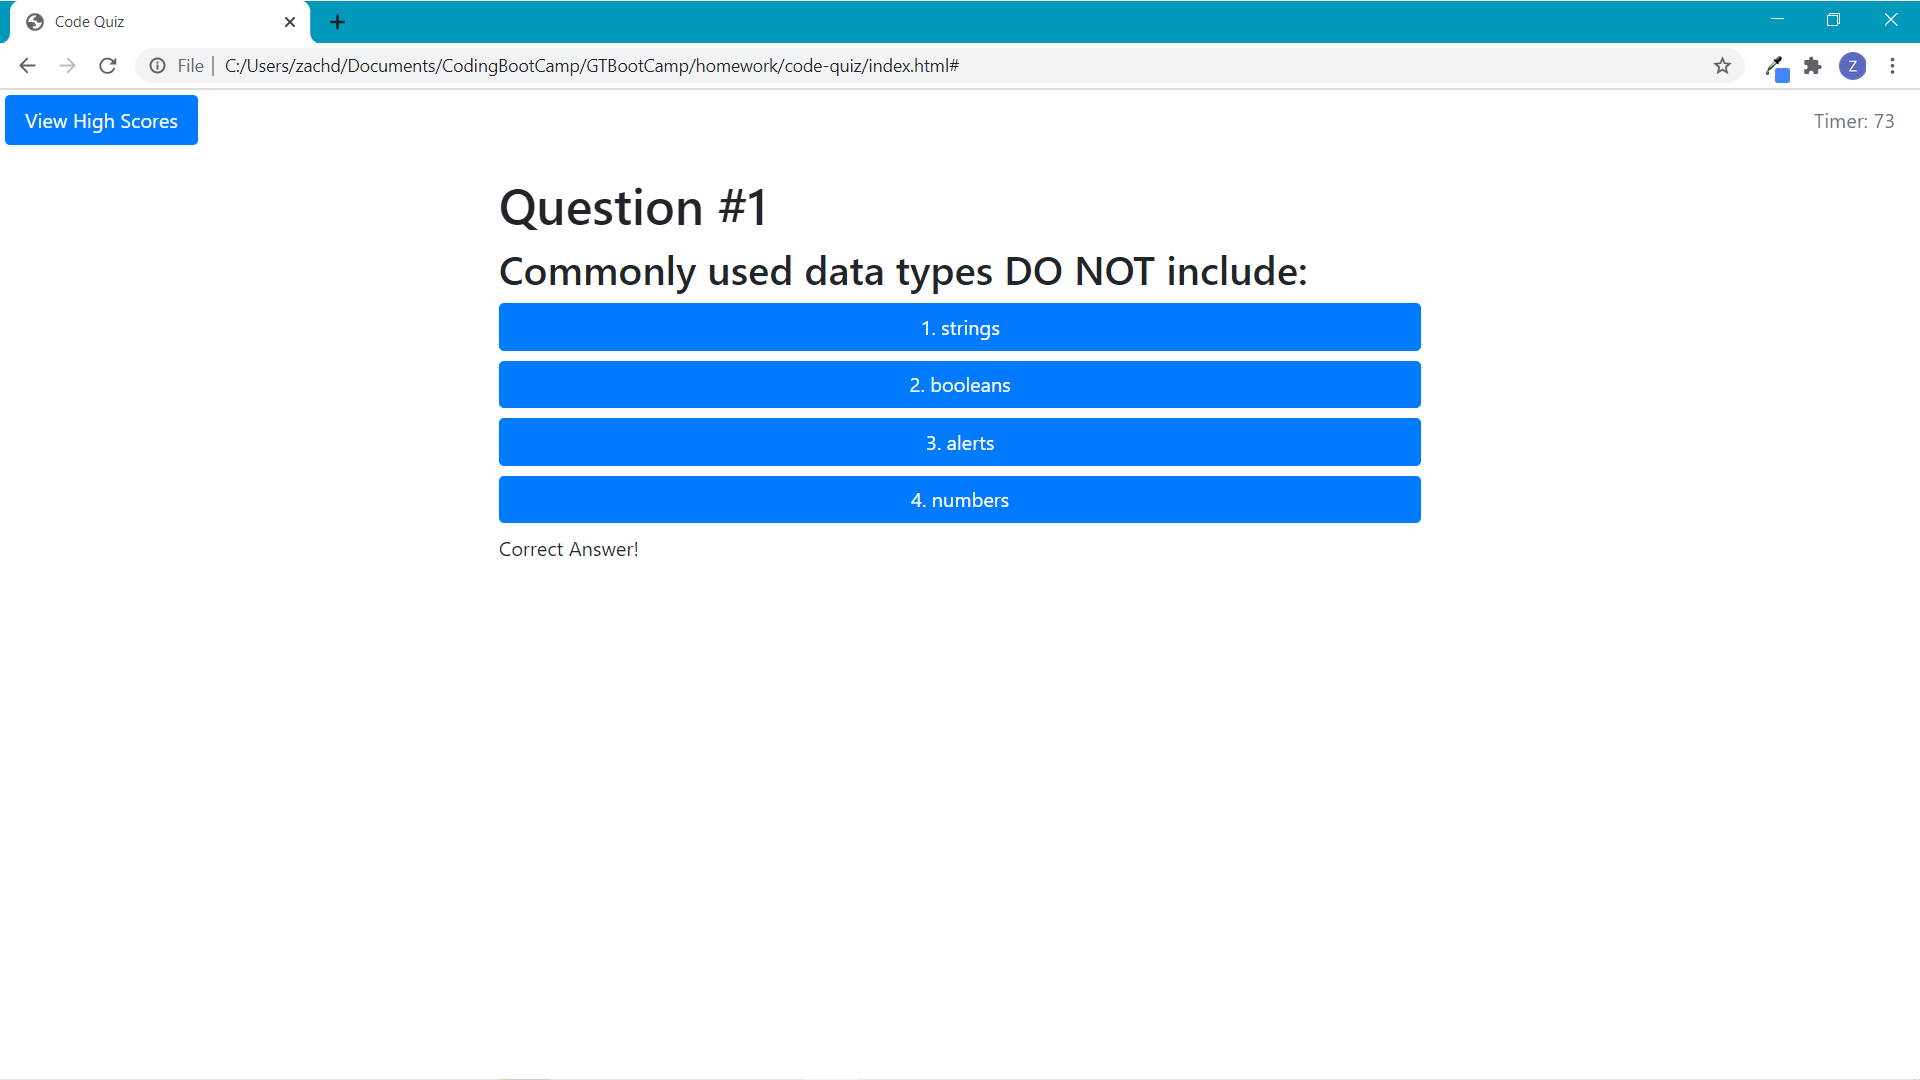 Code Quiz
File | C:/Users/zachd/Documents/CodingBootCamp/GTBootCamp/homework/code-quiz/index.html#
Z
View High Scores
Timer: 73
Question #1
Commonly used data types DO NOT include:
1. strings
2. booleans
3. alerts
4. numbers
Correct Answer!